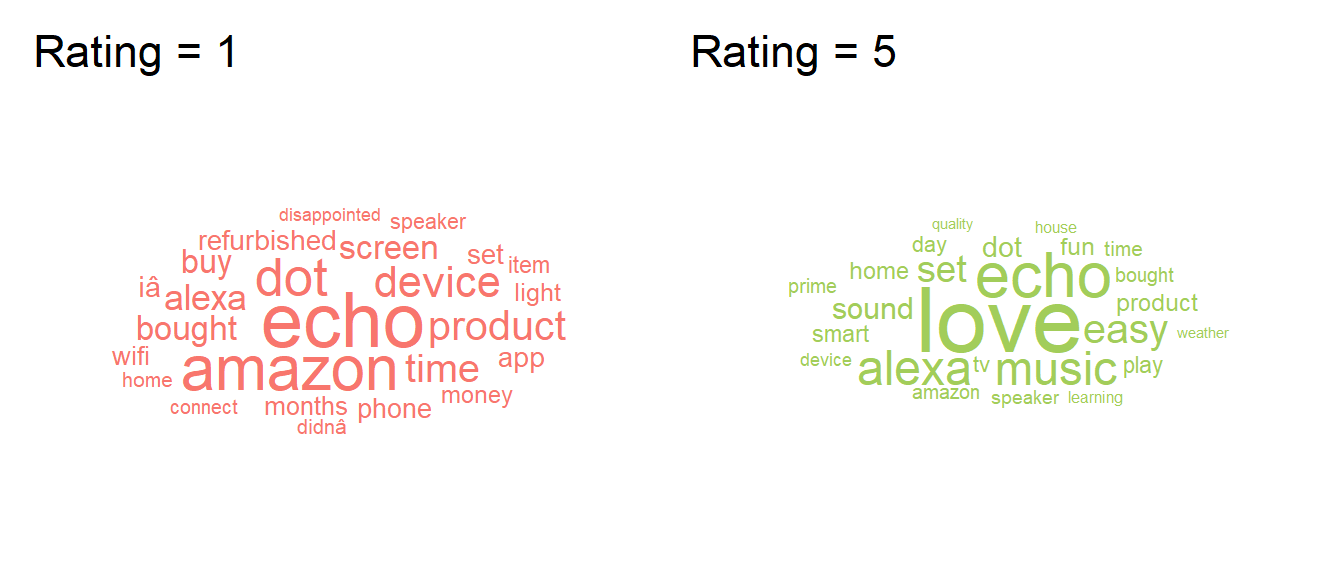 Rating = 1
disappointed
speaker
refurbished
screen
buy
set
item
dot
device
iâ
alexa
light
echo
product
bought
wifi
amazon
time
app
home
money
connect
months
phone
didnâ
Rating = 5
quality
house
day
dot
fun
time
home
set
echo
bought
prime
love
sound
product
smart
easy
weather
device
alexa
tv
music
play
amazon
speaker
learning